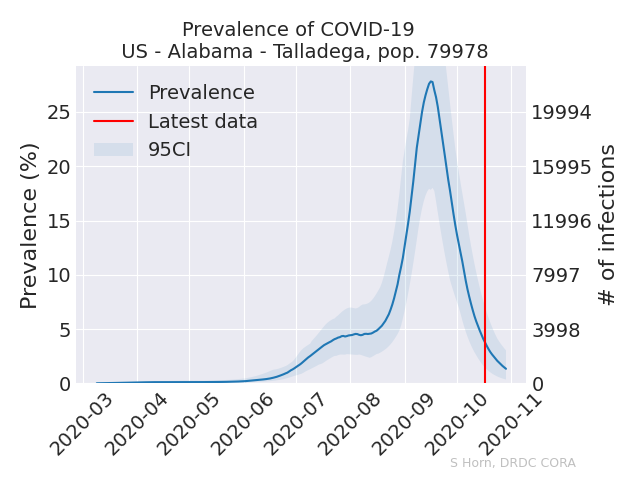 Prevalence of COVID-19
US - Alabama - Talladega, pop. 79978
Prevalence
Latest data
95CI
Prevalence (%)
25
20
15
10
5
0
19994
15995
11996
7997
3998
0
# of infections
2020-03
2020-04
2020-05
2020-06
2020-07
2020-08
2020-09
2020-10
2020-11
S Horn, DRDC CORA